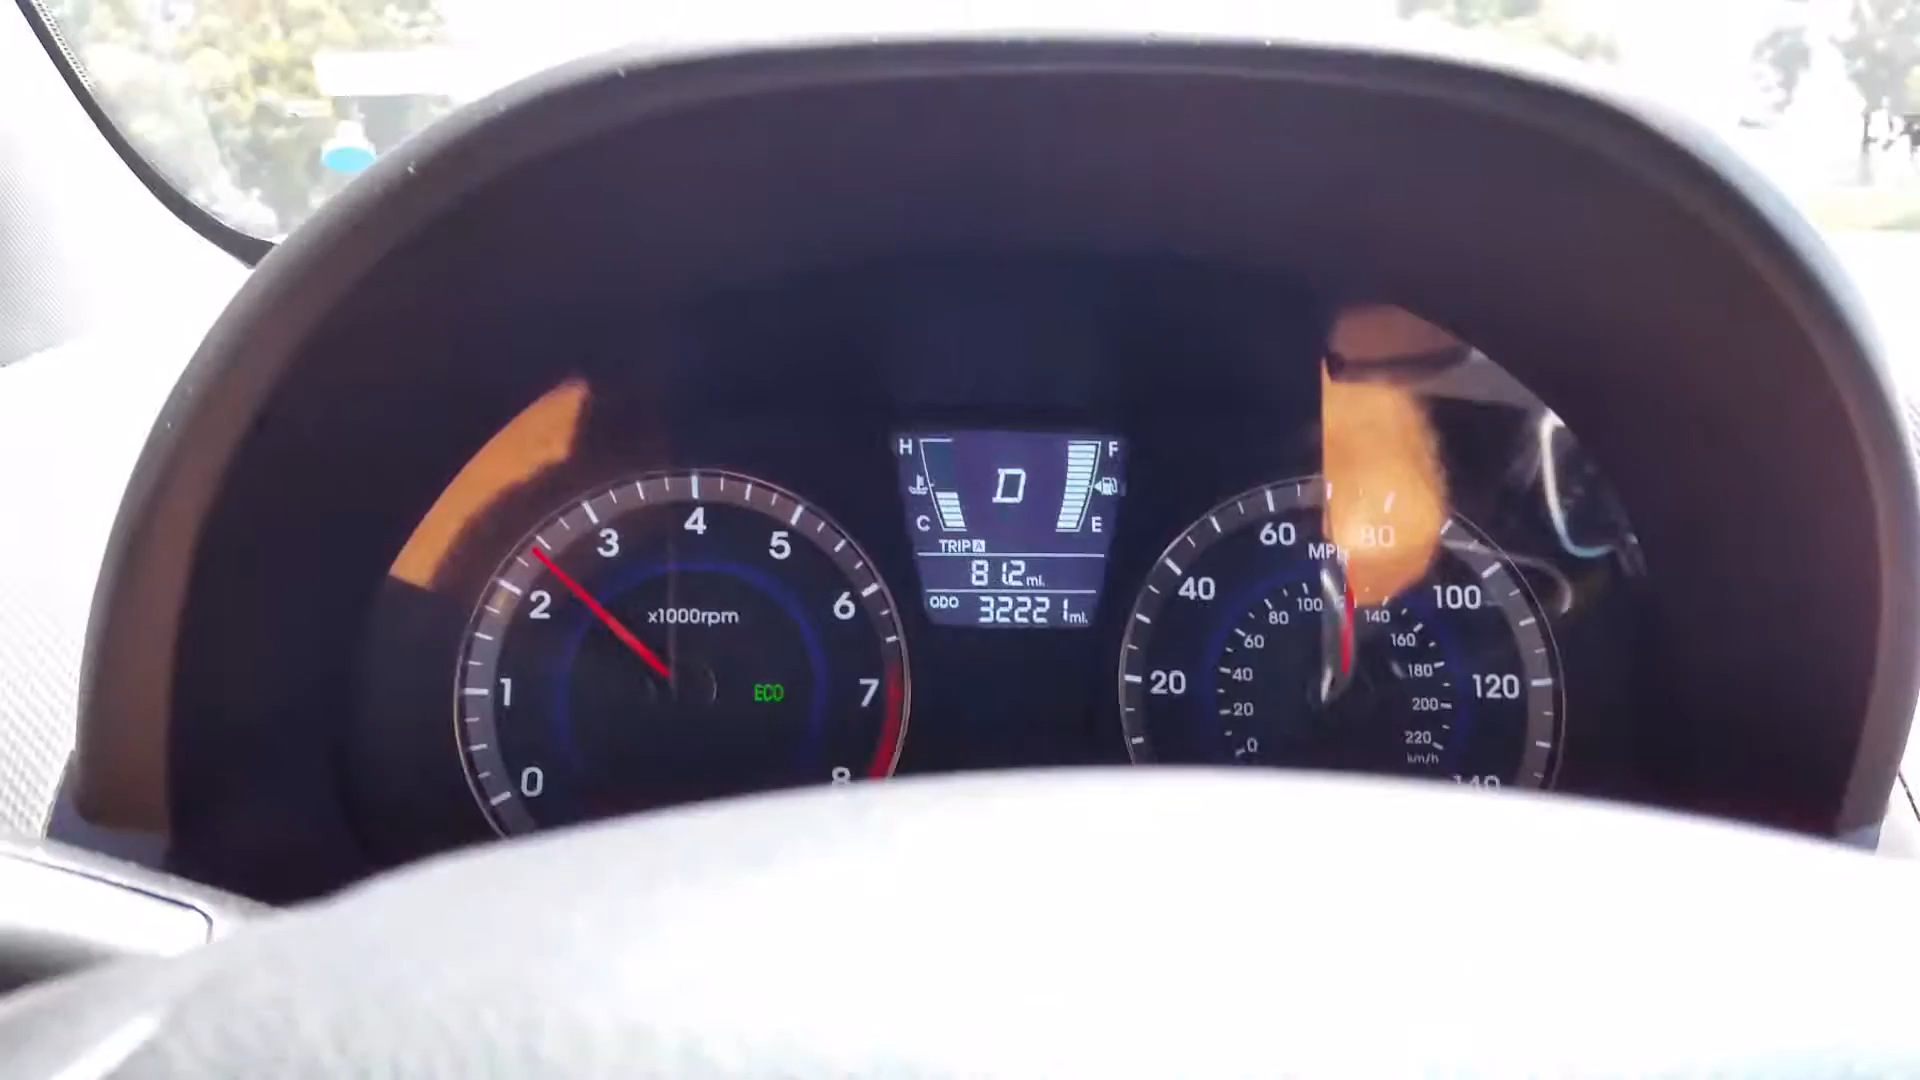 H F
D
C E
TRIP A
81.2 mi.
ODO 32221 mi.
0 1 2 3 4 5 6 7 8
x1000rpm
ECO
20 40 60 80 100 120 140
MPH
0 20 40 60 80 100 140 160 180 200 220
km/h